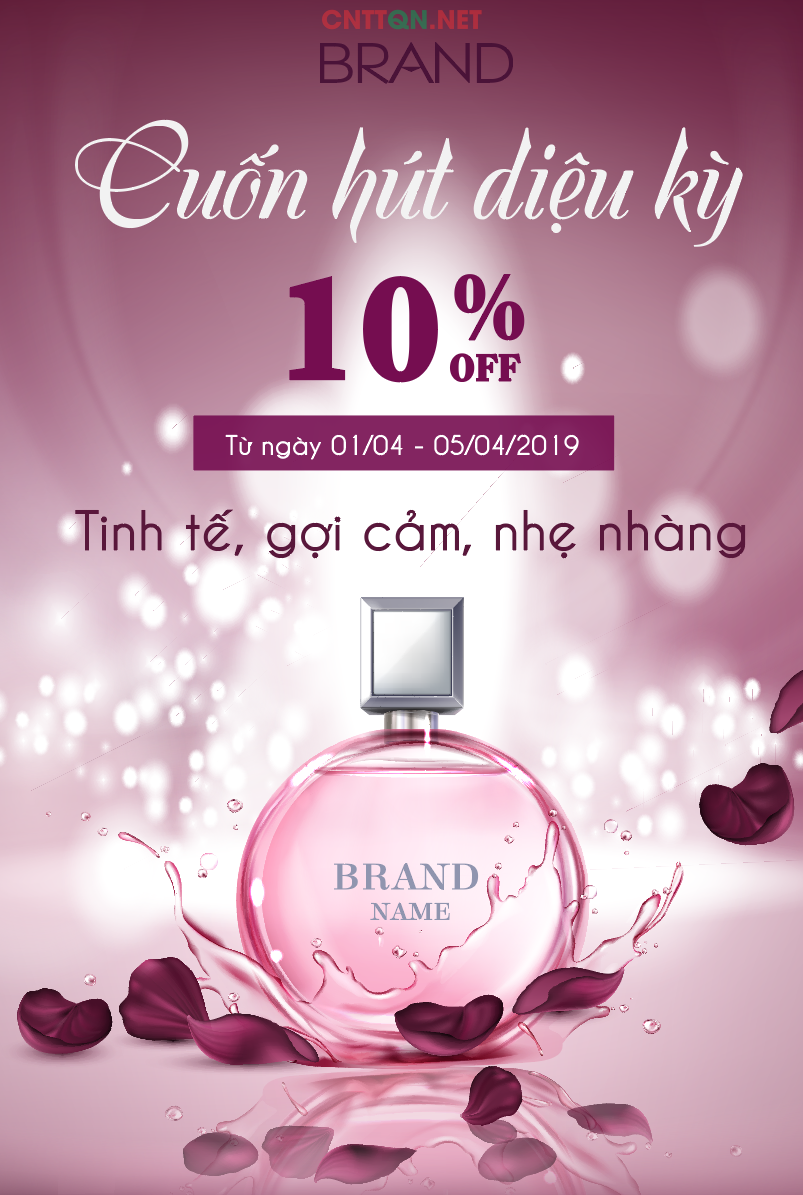 CNTTQN.NET
BRAND
Cuốn hút diệu kỳ
10%
OFF
Từ ngày 01/04 - 05/04/2019
Tinh tế, gợi cảm, nhẹ nhàng
BRAND
NAME